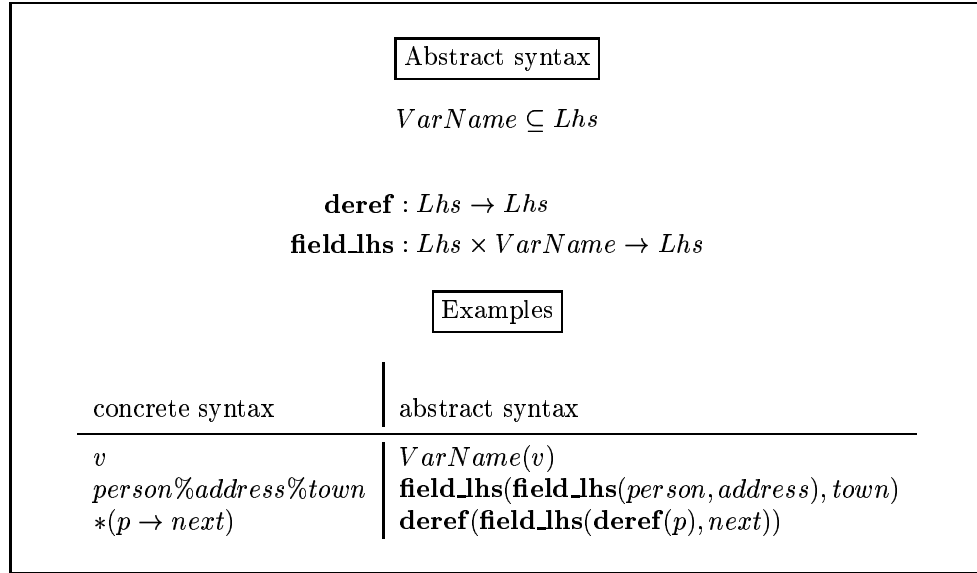 Abstract syntax
VarName ⊆ Lhs
deref : Lhs → Lhs
field_lhs : Lhs × VarName → Lhs
Examples
concrete syntax abstract syntax
v VarName(v)
person%address%town field_lhs(field_lhs(person, address), town)
*(p → next) deref(field_lhs(deref(p), next))